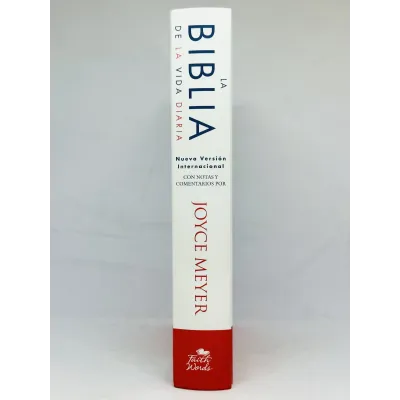 LA
BIBLIA
DE LA VIDA DIARIA
Nueva Versión
Internacional
CON NOTAS Y
COMENTARIOS POR
JOYCE MEYER
Faith
Words